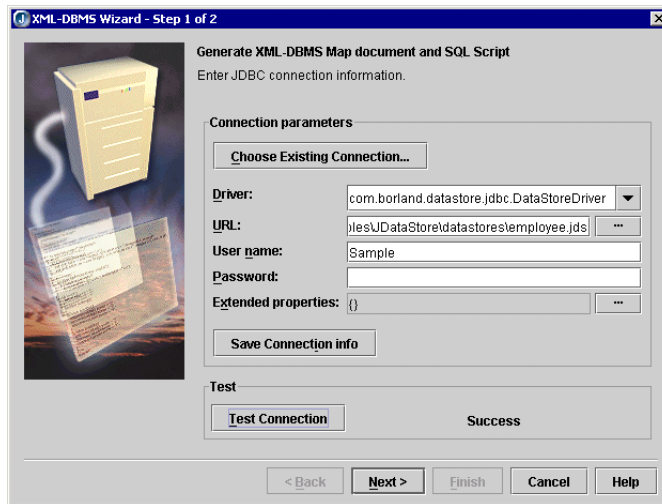 XML-DBMS Wizard - Step 1 of 2
Generate XML-DBMS Map document and SQL Script
Enter JDBC connection information.
Connection parameters
Choose Existing Connection...
Driver: com.borland.datastore.jdbc.DataStoreDriver
URL: ples\JDataStore\datastores\employee.jds ...
User name: Sample
Password:
Extended properties: {} ...
Save Connection info
Test
Test Connection Success
< Back Next > Finish Cancel Help